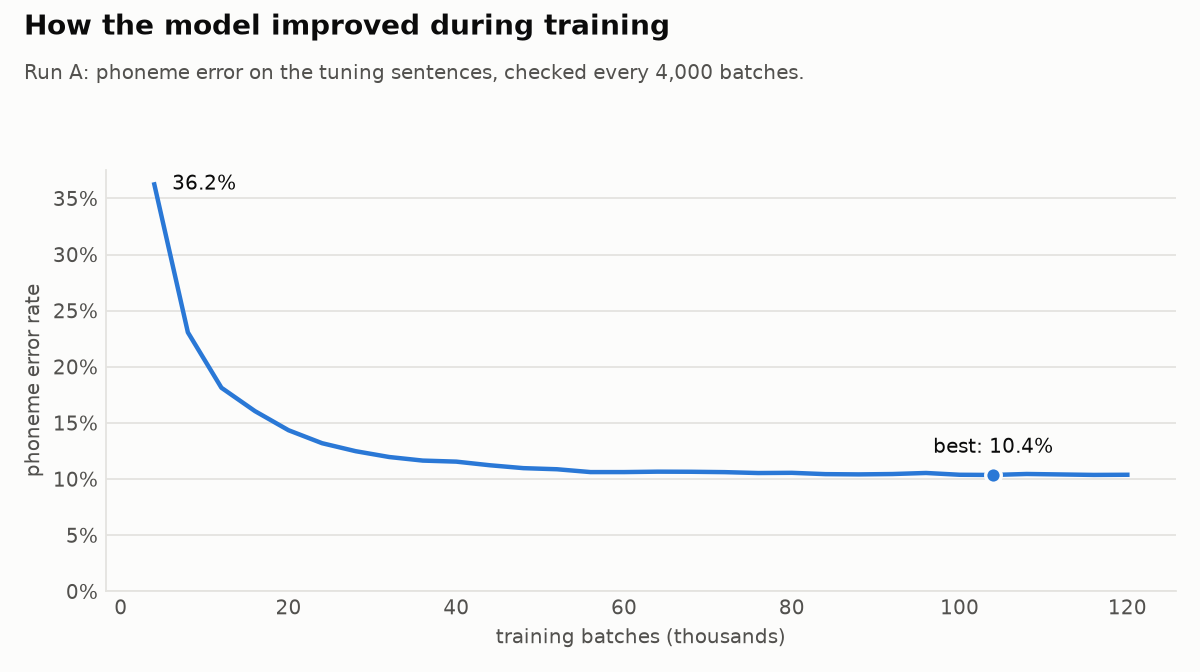 How the model improved during training
Run A: phoneme error on the tuning sentences, checked every 4,000 batches.
36.2%
35%
30%
25%
20%
15%
best: 10.4%
10%
5%
0%
phoneme error rate
0 20 40 60 80 100 120
training batches (thousands)